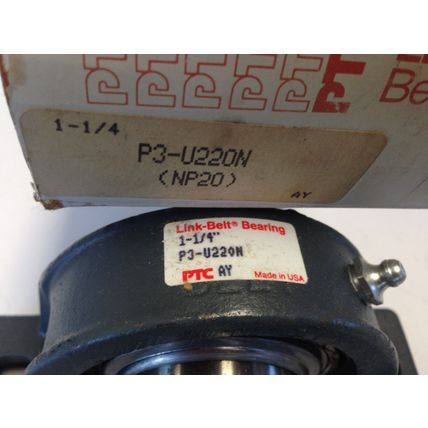 Be
1-1/4
P3-U220N
(NP20)
AY
Link-Belt® Bearing
1-1/4"
P3-U220N
PTC AY
Made in USA